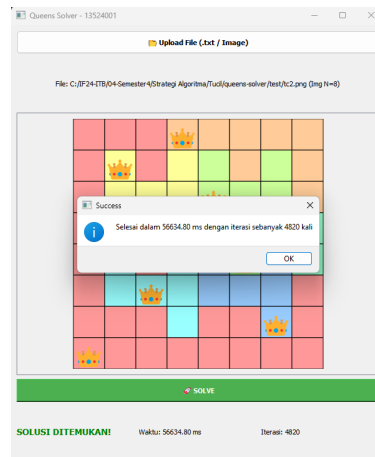 Queens Solver - 13524001
Upload File (.txt / Image)
File: C:/IF24-ITB/04-Semester4/Strategi Algoritma/Tucil/queens-solver/test/tc2.png (Img N=8)
Success
Selesai dalam 56634.80 ms dengan iterasi sebanyak 4820 kali
OK
SOLVE
SOLUSI DITEMUKAN!
Waktu: 56634.80 ms
Iterasi: 4820